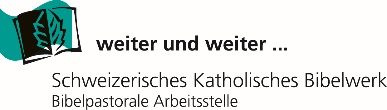 weiter und weiter ...
Schweizerisches Katholisches Bibelwerk
Bibelpastorale Arbeitsstelle